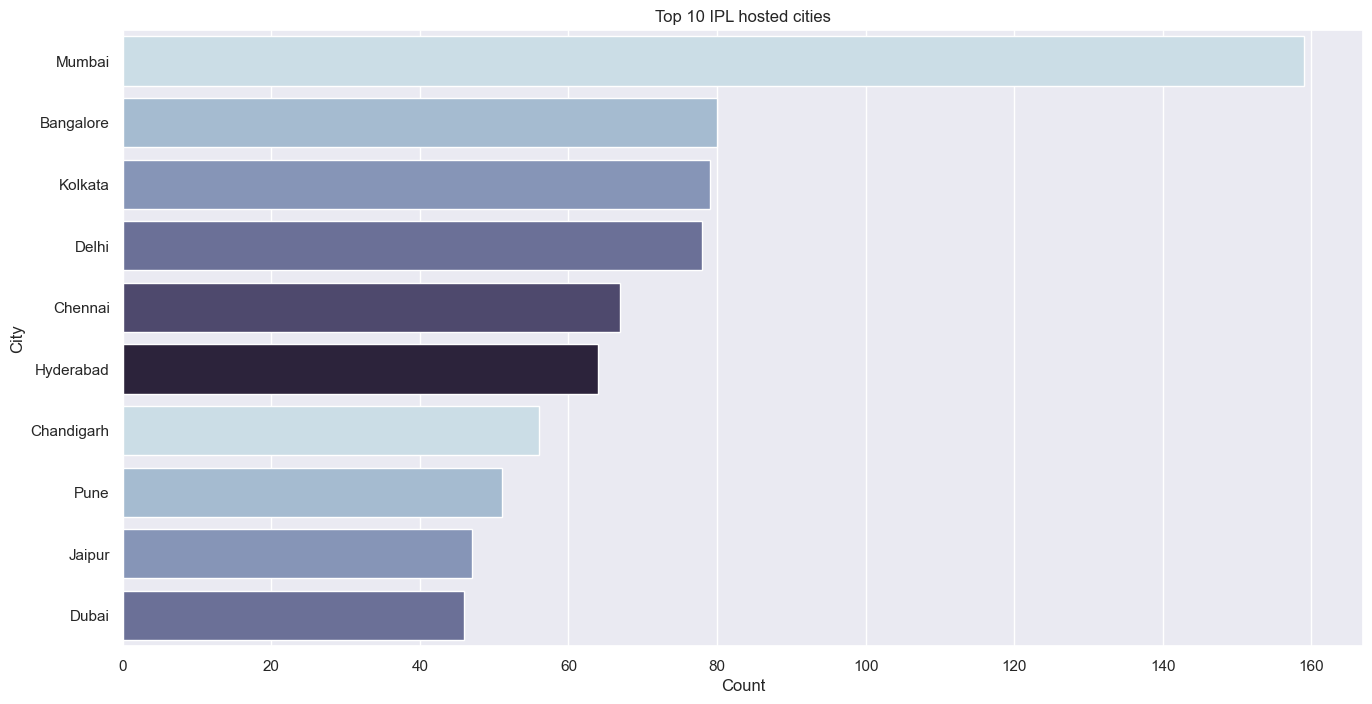 Top 10 IPL hosted cities
City
Mumbai
Bangalore
Kolkata
Delhi
Chennai
Hyderabad
Chandigarh
Pune
Jaipur
Dubai
0 20 40 60 80 100 120 140 160
Count